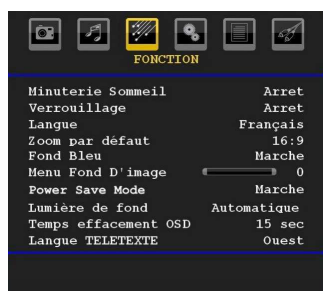 FONCTION
Minuterie Sommeil Arret
Verrouillage Arret
Langue Français
Zoom par défaut 16:9
Fond Bleu Marche
Menu Fond D'image 0
Power Save Mode Marche
Lumière de fond Automatique
Temps effacement OSD 15 sec
Langue TELETEXTE Ouest